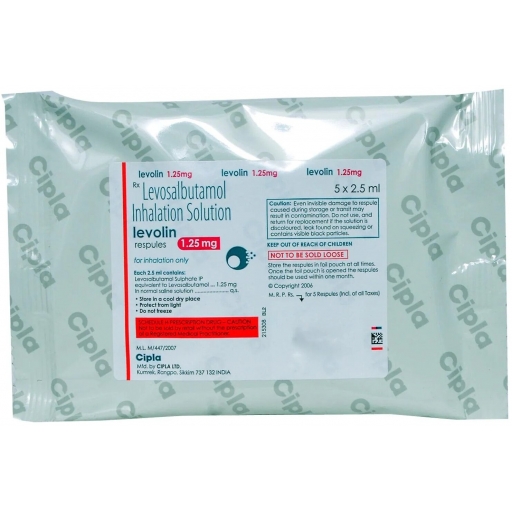 Cipla
levolin 1.25mg
levolin 1.25mg
levolin 1.25mg
Rx Levosalbutamol
Inhalation Solution
levolin
respules 1.25 mg
for inhalation only
Each 2.5 ml contains:
Levosalbutamol Sulphate IP
equivalent to Levosalbutamol ... 1.25 mg
In normal saline solution q.s.
• Store in a cool dry place
• Protect from light
• Do not freeze
M.L. M/447/2007
Cipla
Mfd. by CIPLA LTD.
Kumrek, Rangpo, Sikkim 737 132 INDIA
5 x 2.5 ml
Caution: Even invisible damage to respule
caused during storage or transit may
result in contamination. Do not use, and
return for replacement if the solution is
discoloured, leak found on squeezing or
contains visible black particles.
KEEP OUT OF REACH OF CHILDREN
NOT TO BE SOLD LOOSE
Store the respules in foil pouch at all times.
Once the foil pouch is opened the respules
should be used within one month.
© Copyright 2006
M. R. P. Rs. for 5 Respules (Incl. of all Taxes)